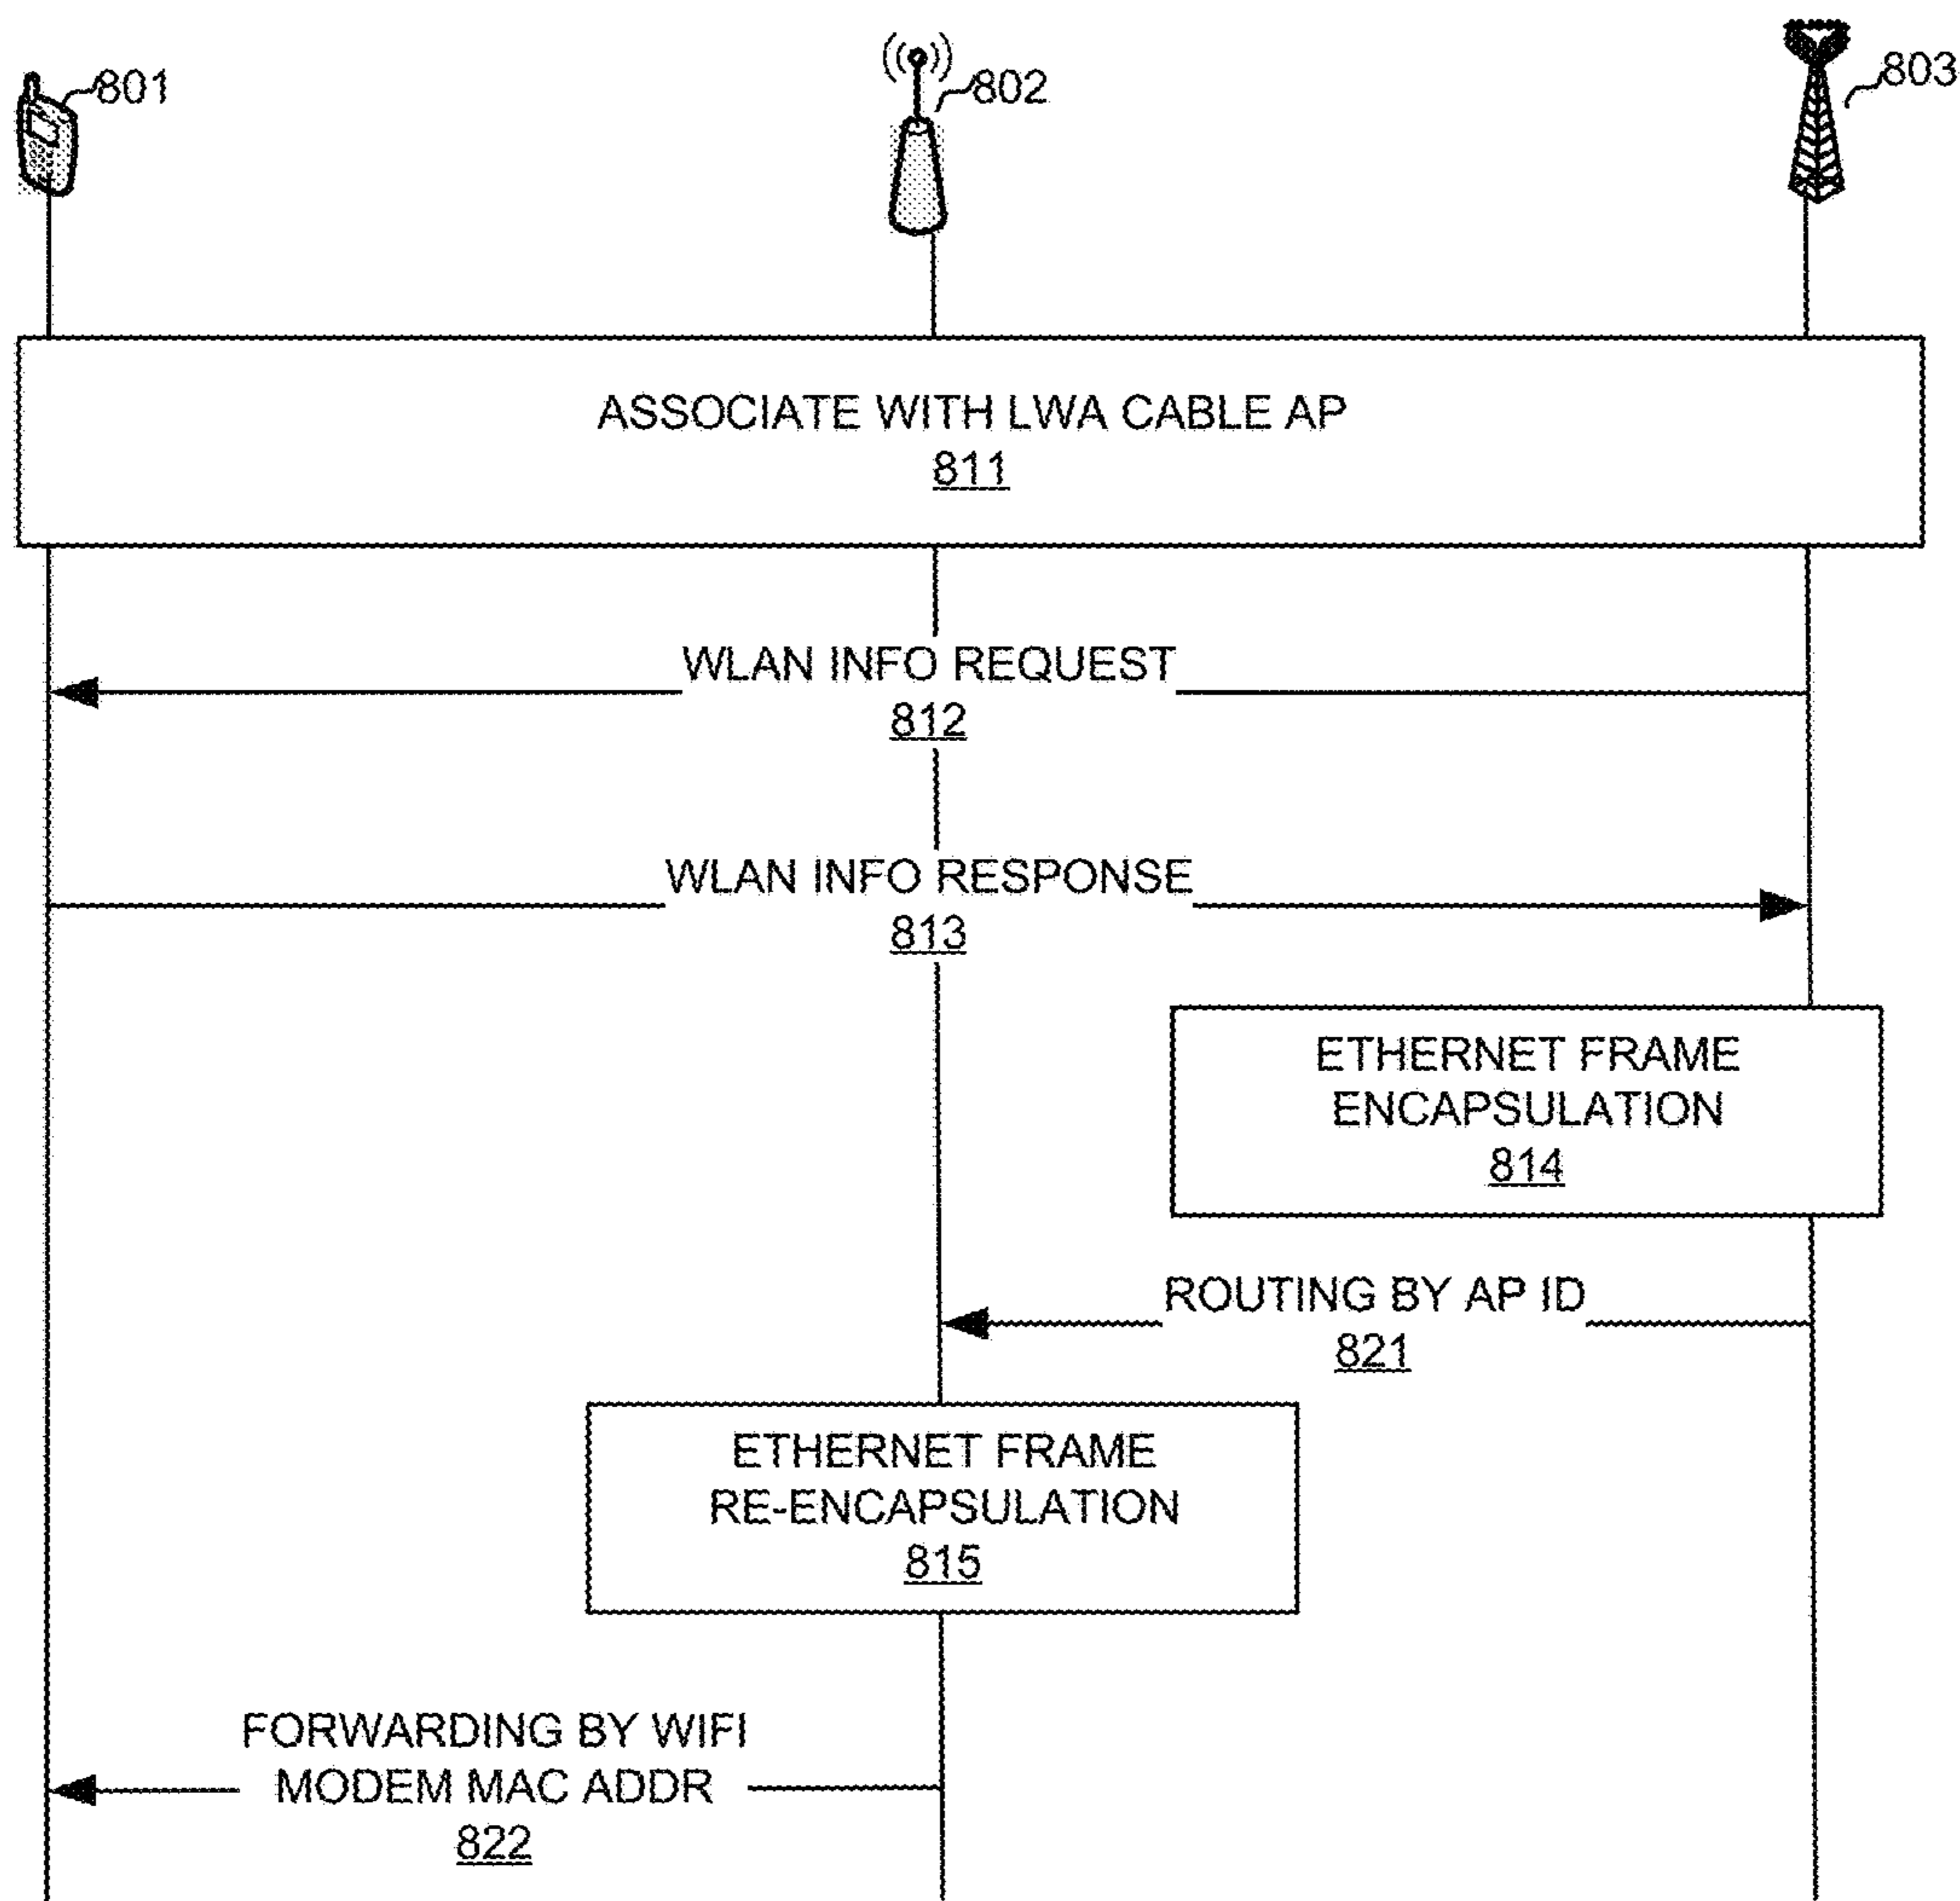 801
802
803
ASSOCIATE WITH LWA CABLE AP
811
WLAN INFO REQUEST
812
WLAN INFO RESPONSE
813
ETHERNET FRAME
ENCAPSULATION
814
ROUTING BY AP ID
821
ETHERNET FRAME
RE-ENCAPSULATION
815
FORWARDING BY WIFI
MODEM MAC ADDR
822